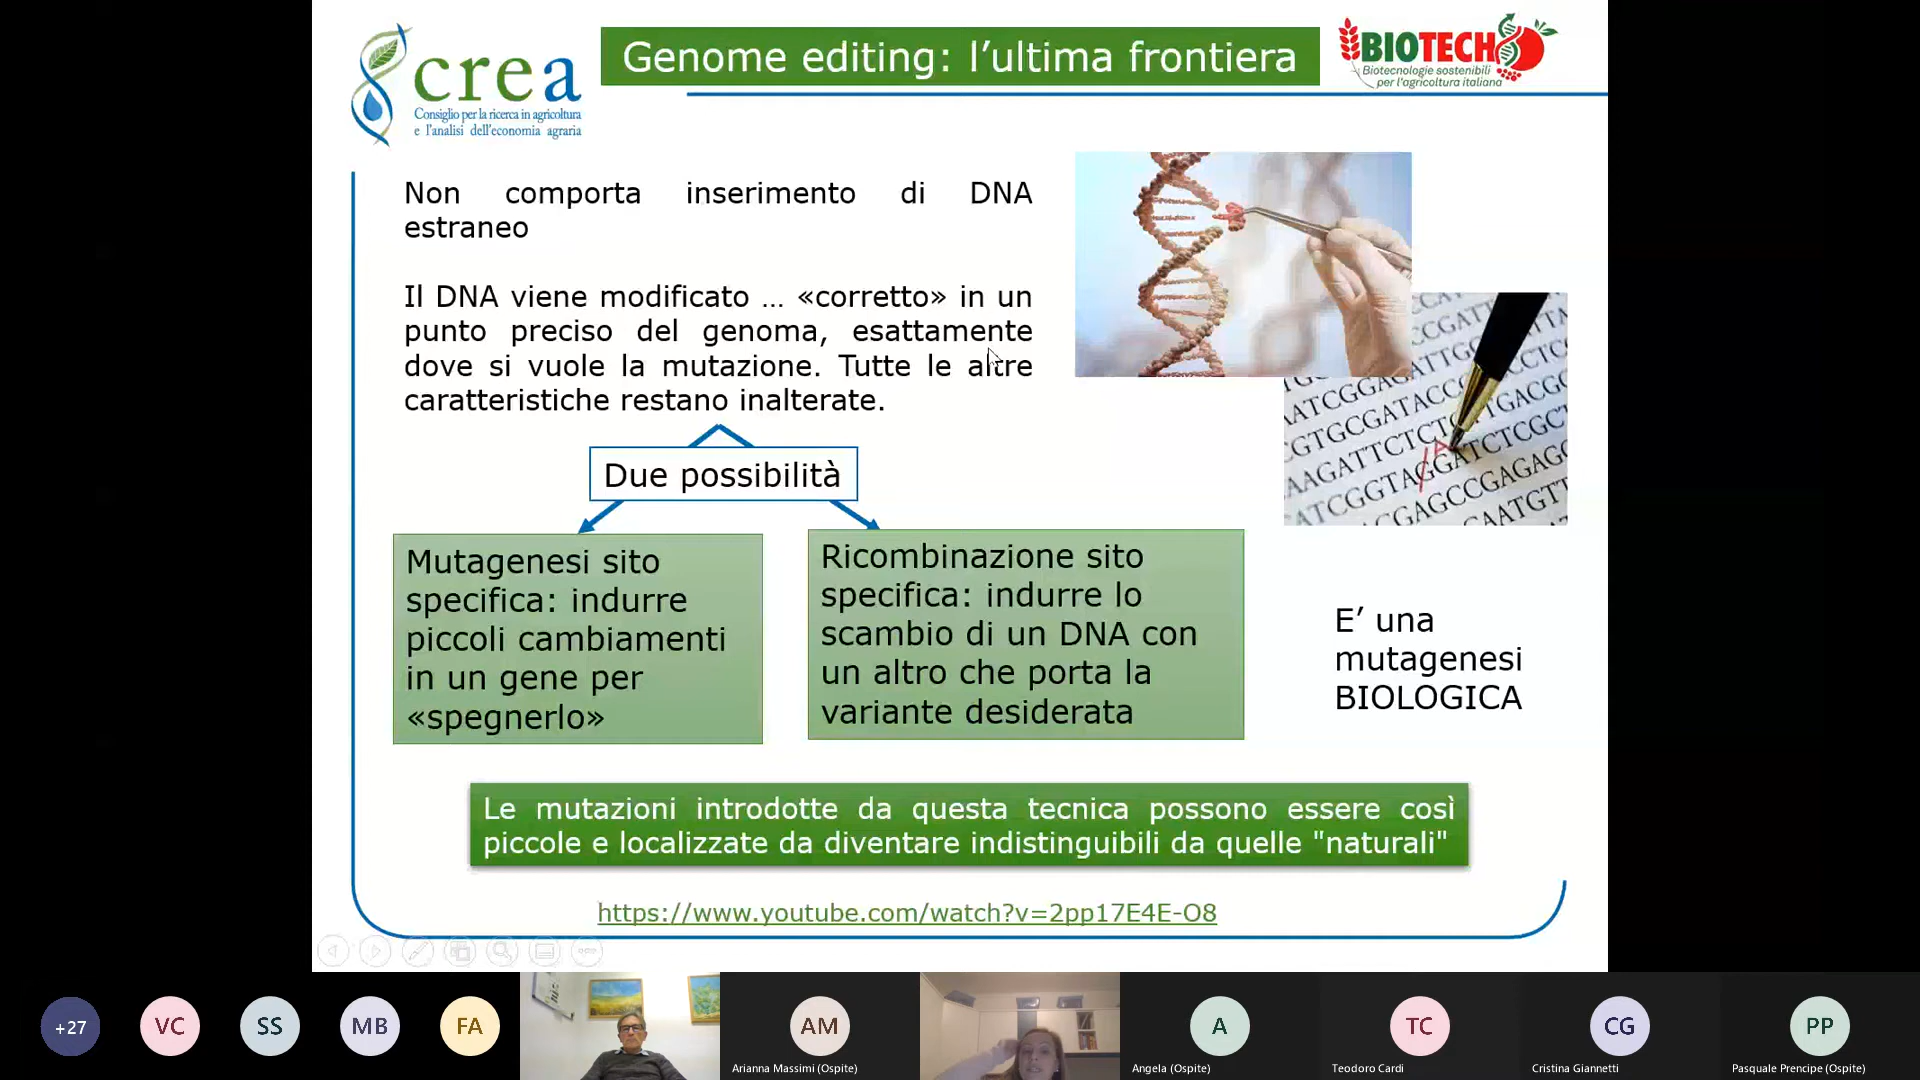 crea
Consiglio per la ricerca in agricoltura
e l'analisi dell'economia agraria
Genome editing: l'ultima frontiera
BIOTECH
Biotecnologie sostenibili
per l'agricoltura italiana
Non comporta inserimento di DNA
estraneo
Il DNA viene modificato … «corretto» in un
punto preciso del genoma, esattamente
dove si vuole la mutazione. Tutte le altre
caratteristiche restano inalterate.
Due possibilità
Mutagenesi sito
specifica: indurre
piccoli cambiamenti
in un gene per
«spegnerlo»
Ricombinazione sito
specifica: indurre lo
scambio di un DNA con
un altro che porta la
variante desiderata
E' una
mutagenesi
BIOLOGICA
Le mutazioni introdotte da questa tecnica possono essere così
piccole e localizzate da diventare indistinguibili da quelle "naturali"
https://www.youtube.com/watch?v=2pp17E4E-O8
+27
VC
SS
MB
FA
AM
Arianna Massimi (Ospite)
A
Angela (Ospite)
TC
Teodoro Cardi
CG
Cristina Giannetti
PP
Pasquale Prencipe (Ospite)